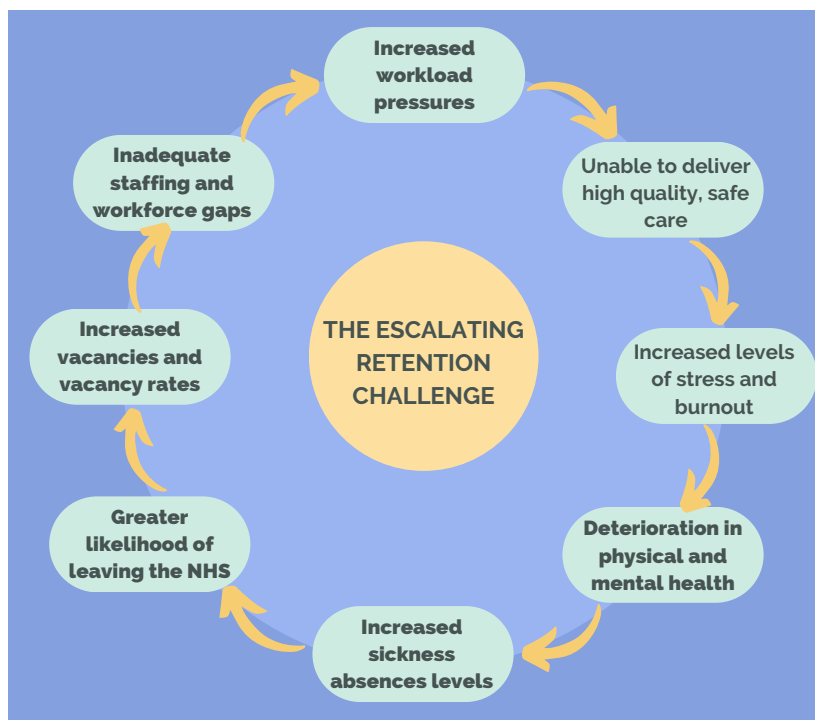 Increased
workload
pressures
Unable to deliver
high quality, safe
care
Increased levels
of stress and
burnout
Deterioration in
physical and
mental health
Increased
sickness
absences levels
Greater
likelihood of
leaving the NHS
Increased
vacancies and
vacancy rates
Inadequate
staffing and
workforce gaps
THE ESCALATING
RETENTION
CHALLENGE